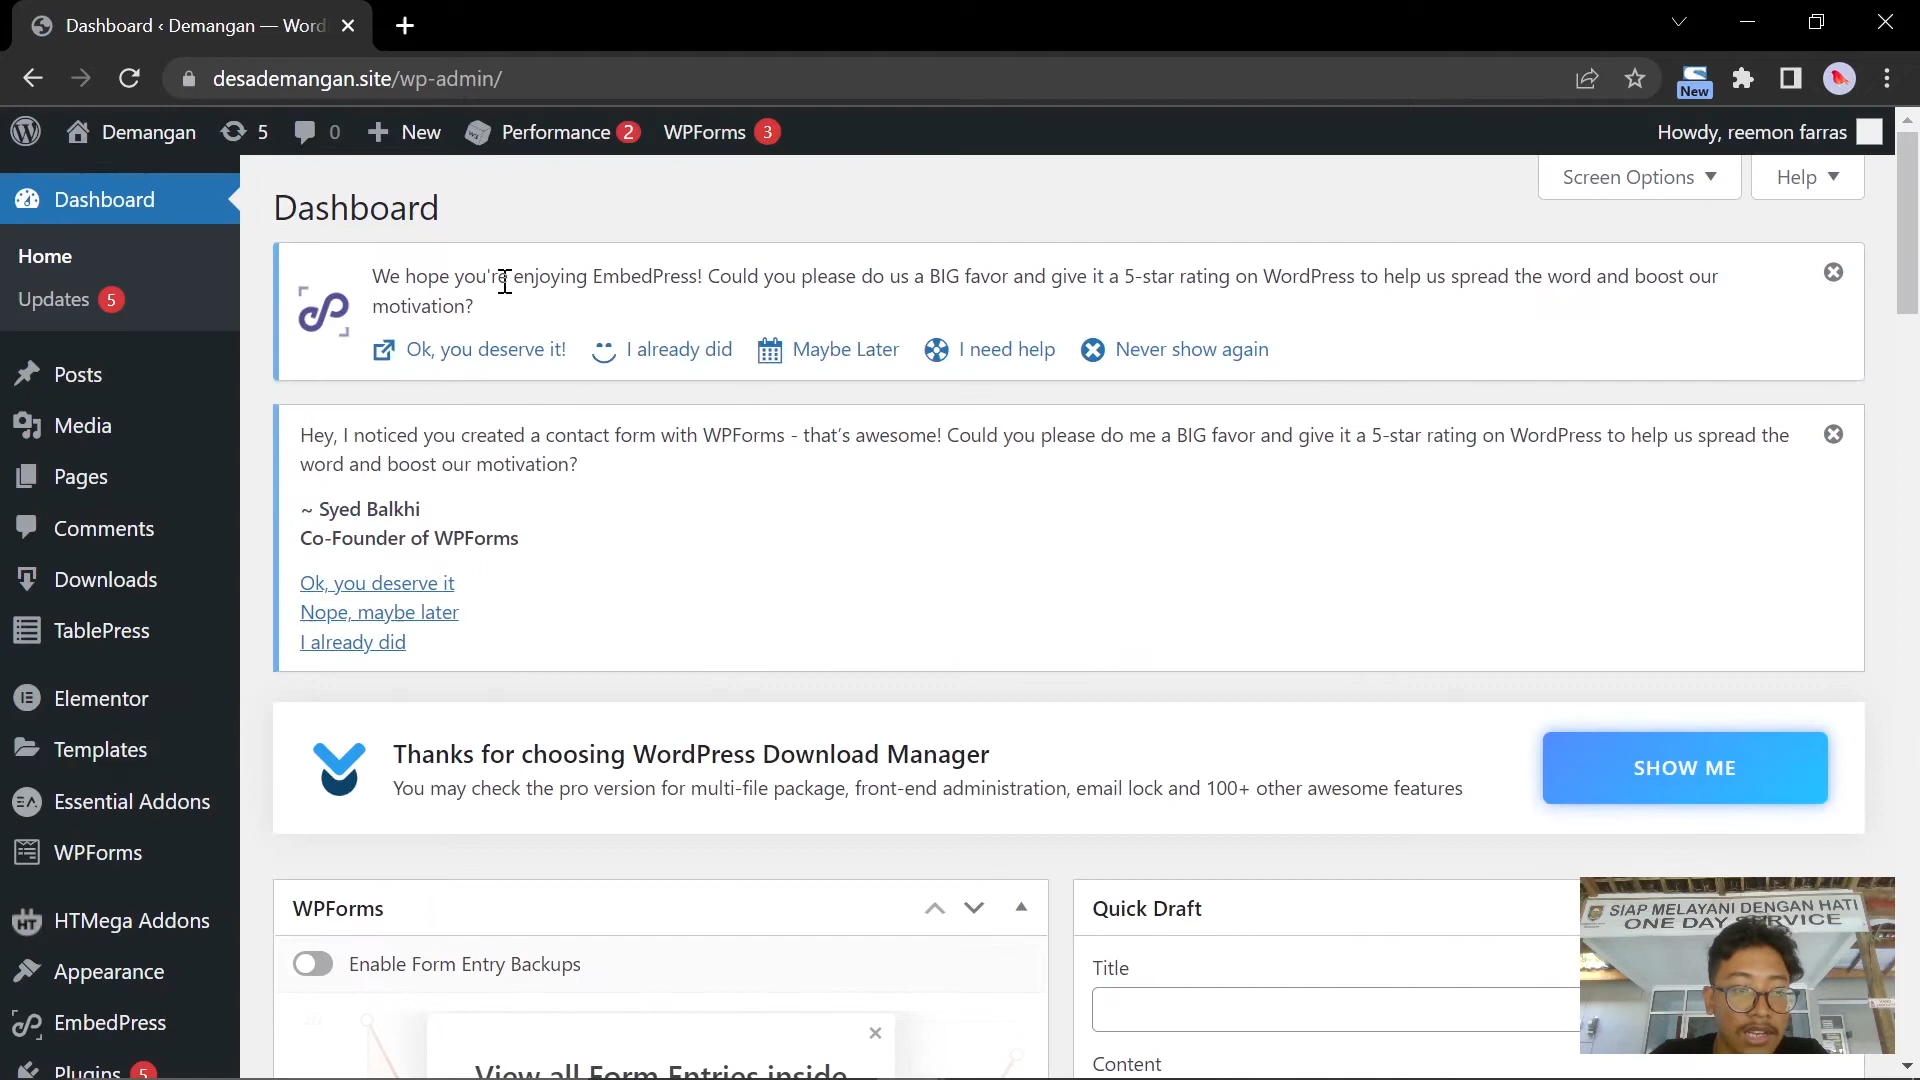 Dashboard ‹ Demangan — Word
desademangan.site/wp-admin/
New
Demangan
5
0
New
Performance 2
WPForms 3
Howdy, reemon farras
Dashboard
Home
Updates 5
Posts
Media
Pages
Comments
Downloads
TablePress
Elementor
Templates
Essential Addons
WPForms
HTMega Addons
Appearance
EmbedPress
Plugins 5
Screen Options
Help
Dashboard
We hope you're enjoying EmbedPress! Could you please do us a BIG favor and give it a 5-star rating on WordPress to help us spread the word and boost our
motivation?
Ok, you deserve it!
I already did
Maybe Later
I need help
Never show again
Hey, I noticed you created a contact form with WPForms - that's awesome! Could you please do me a BIG favor and give it a 5-star rating on WordPress to help us spread the
word and boost our motivation?
~ Syed Balkhi
Co-Founder of WPForms
Ok, you deserve it
Nope, maybe later
I already did
Thanks for choosing WordPress Download Manager
You may check the pro version for multi-file package, front-end administration, email lock and 100+ other awesome features
SHOW ME
WPForms
Enable Form Entry Backups
20
View all Form Entries inside
Quick Draft
Title
Content
SIAP MELAYANI DENGAN HATI
ONE DAY SERVICE